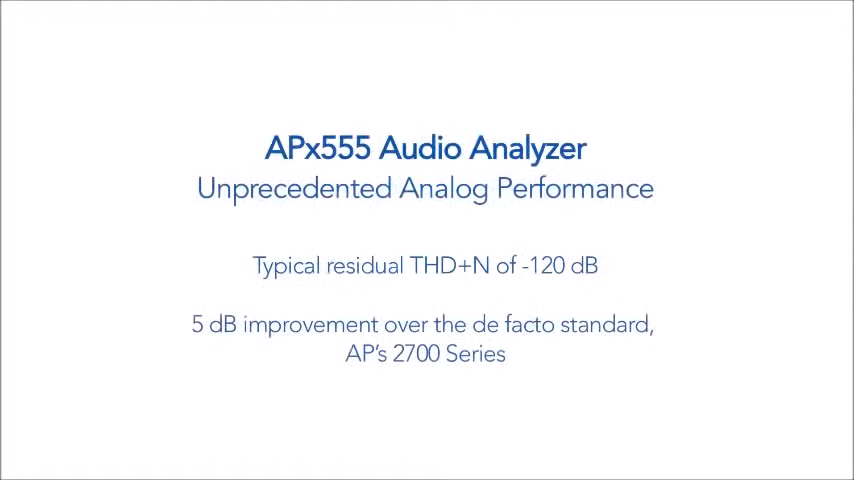 APx555 Audio Analyzer
Unprecedented Analog Performance
Typical residual THD+N of -120 dB
5 dB improvement over the de facto standard,
AP's 2700 Series